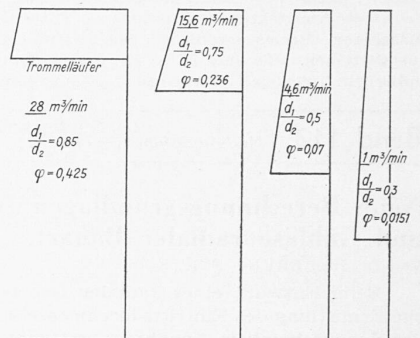 Trommelläufer
28 m³/min
d₁/d₂ = 0,85
φ = 0,425
15,6 m³/min
d₁/d₂ = 0,75
φ = 0,236
4,6 m³/min
d₁/d₂ = 0,5
φ = 0,07
1 m³/min
d₁/d₂ = 0,3
φ = 0,0151